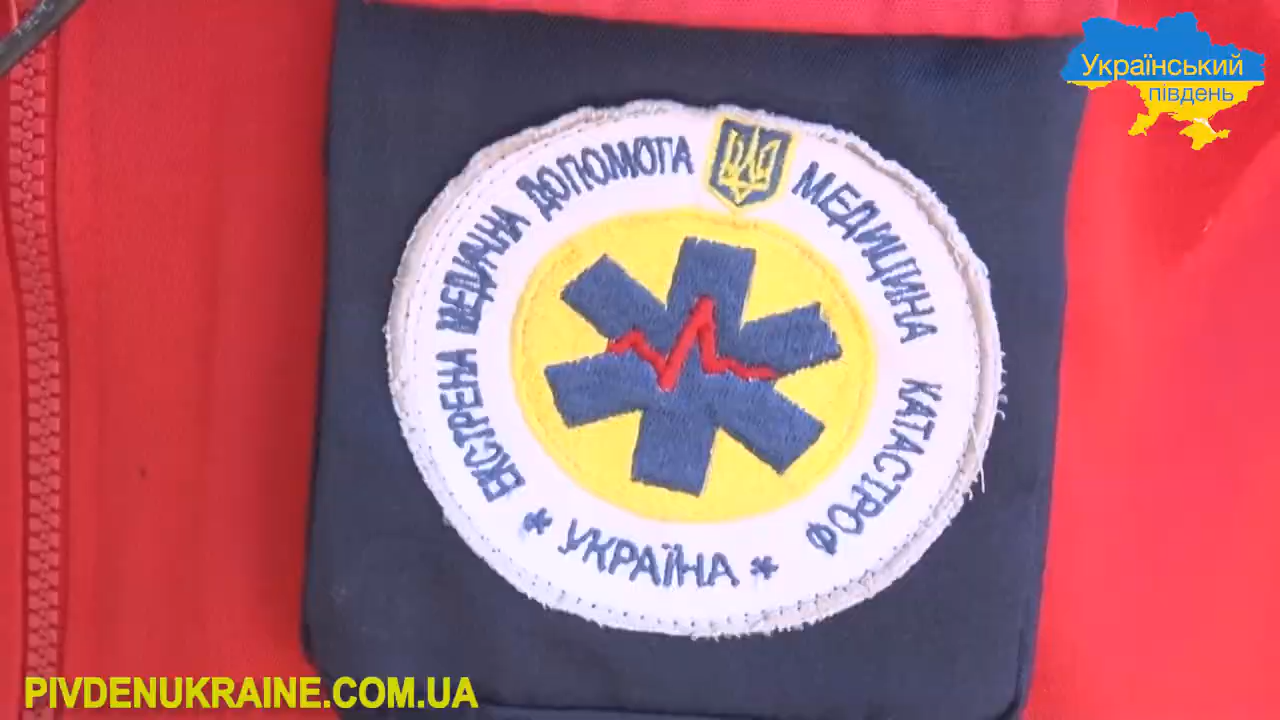 Український
південь
ЕКСТРЕНА МЕДИЧНА ДОПОМОГА
МЕДИЦИНА КАТАСТРОФ
* УКРАЇНА *
PIVDENUKRAINE.COM.UA